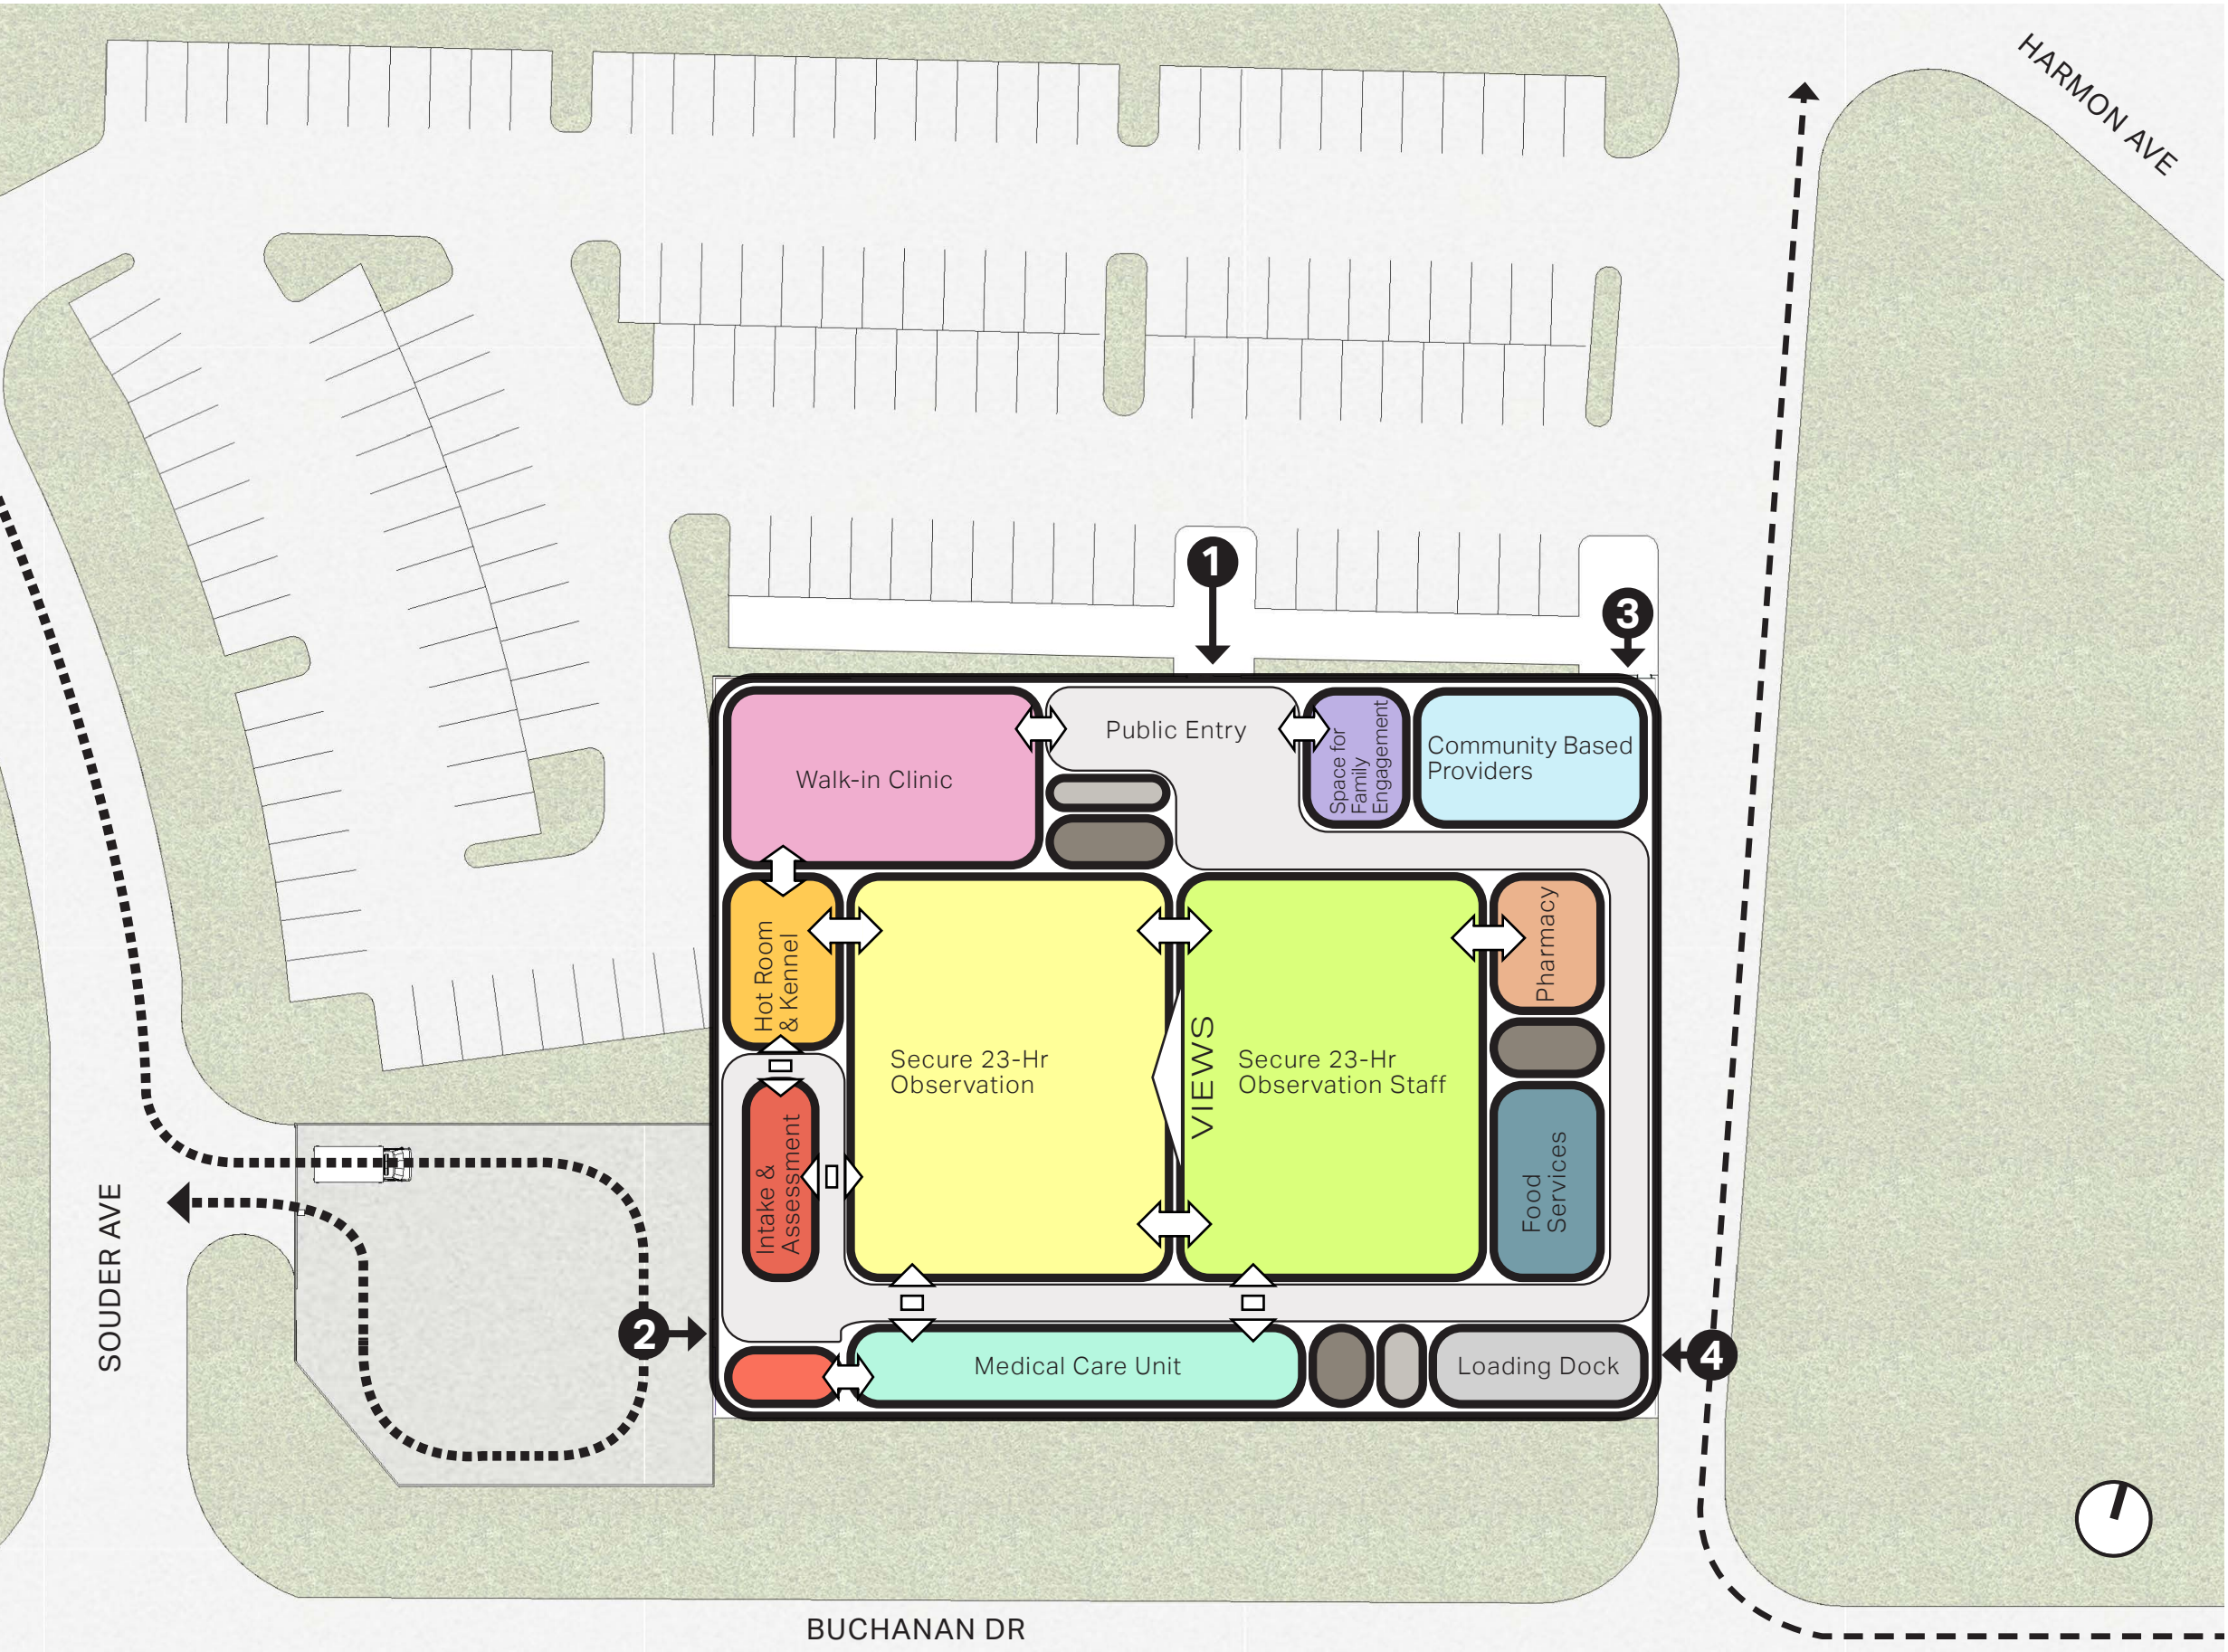 HARMON AVE
1
3
Public Entry
Space for
Family
Engagement
Community Based
Providers
Walk-in Clinic
Hot Room
& Kennel
Pharmacy
Secure 23-Hr
Observation
VIEWS
Secure 23-Hr
Observation Staff
Intake &
Assessment
Food
Services
SOUDER AVE
2
4
Medical Care Unit
Loading Dock
BUCHANAN DR